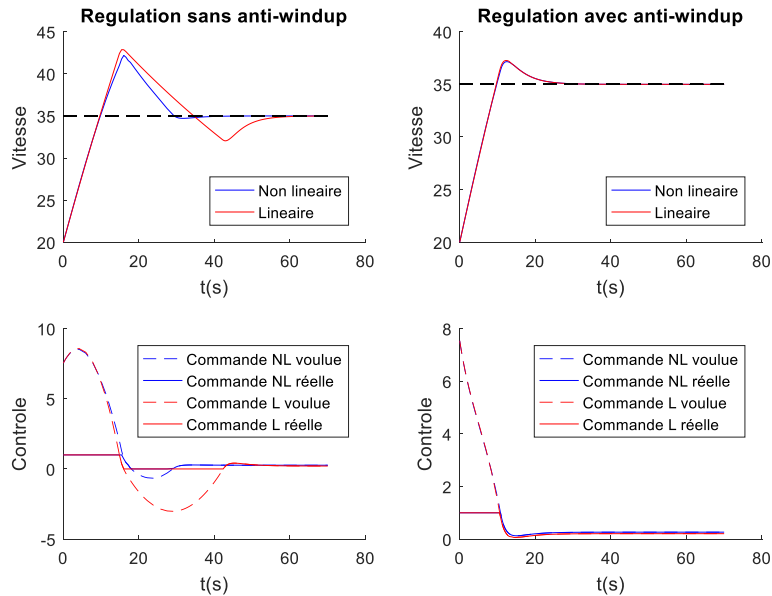 Regulation sans anti-windup
45
40
35
30
25
20
Vitesse
Non lineaire
Lineaire
0 20 40 60 80
t(s)
Regulation avec anti-windup
40
35
30
25
20
Vitesse
Non lineaire
Lineaire
0 20 40 60 80
t(s)
10
5
0
-5
Controle
Commande NL voulue
Commande NL réelle
Commande L voulue
Commande L réelle
0 20 40 60 80
t(s)
8
6
4
2
0
Controle
Commande NL voulue
Commande NL réelle
Commande L voulue
Commande L réelle
0 20 40 60 80
t(s)